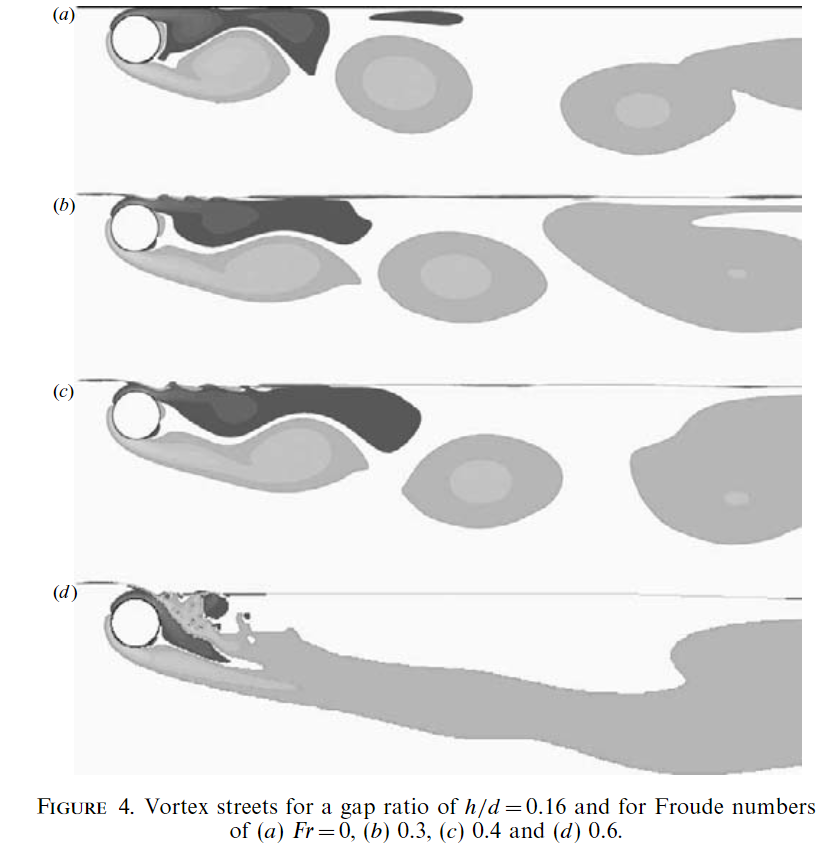 (a)
(b)
(c)
(d)
FIGURE 4. Vortex streets for a gap ratio of h/d = 0.16 and for Froude numbers
of (a) Fr = 0, (b) 0.3, (c) 0.4 and (d) 0.6.